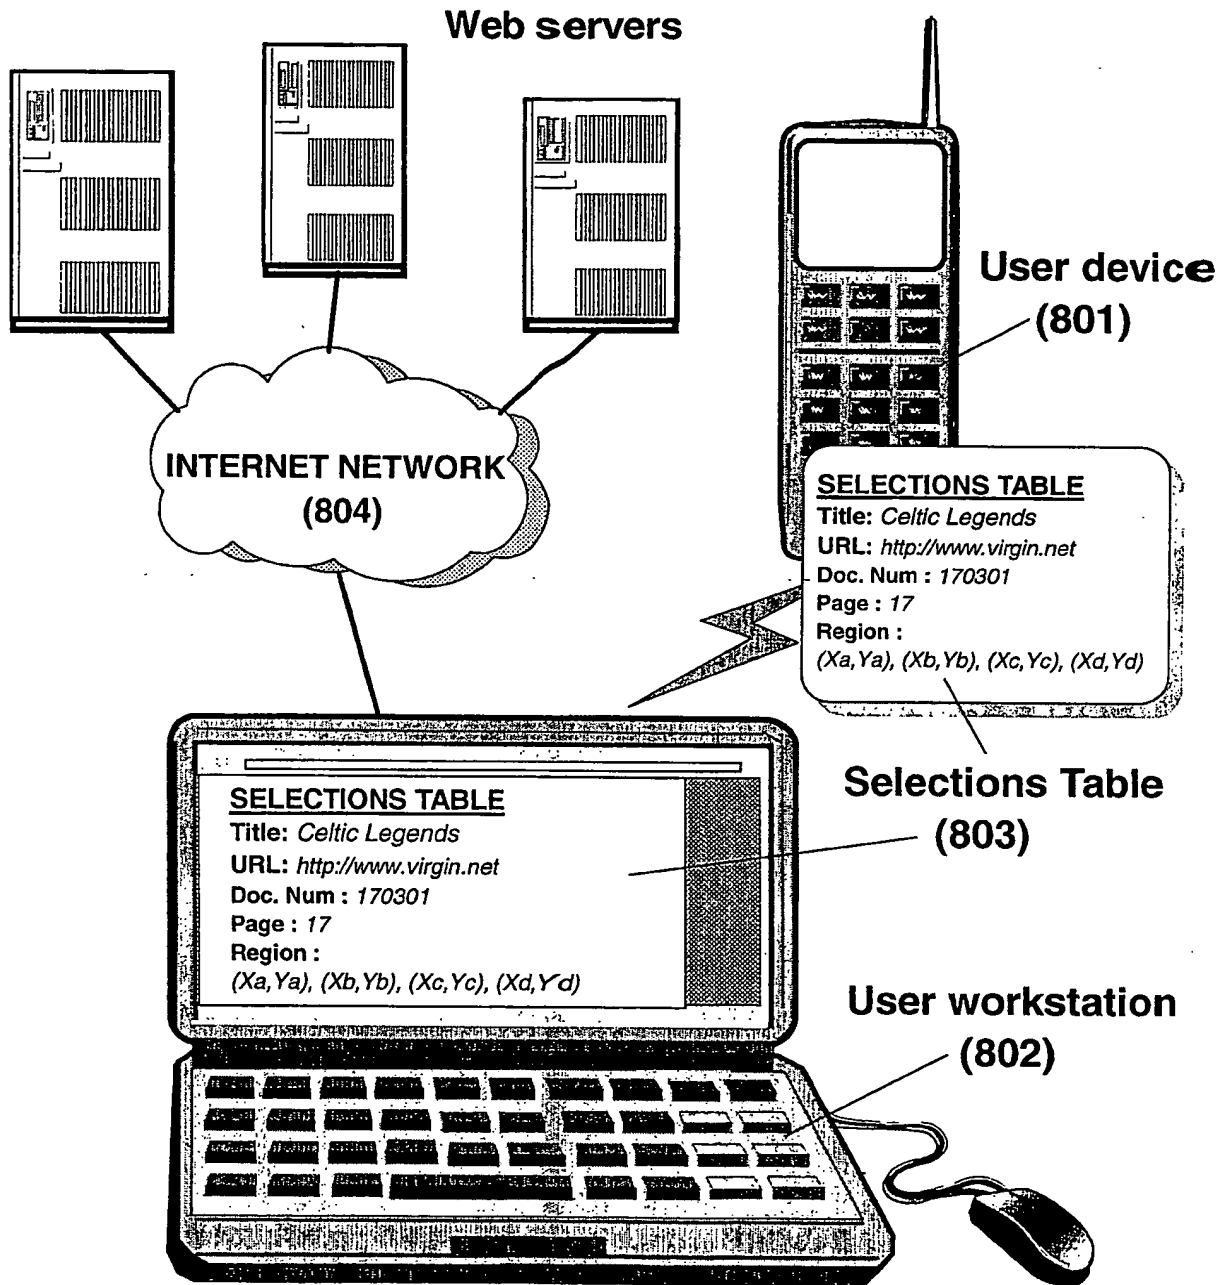 Web servers
User device
(801)
INTERNET NETWORK
(804)
SELECTIONS TABLE
Title: Celtic Legends
URL: http://www.virgin.net
Doc. Num : 170301
Page : 17
Region :
(Xa,Ya), (Xb,Yb), (Xc,Yc), (Xd,Yd)
Selections Table
(803)
SELECTIONS TABLE
Title: Celtic Legends
URL: http://www.virgin.net
Doc. Num : 170301
Page : 17
Region :
(Xa,Ya), (Xb,Yb), (Xc,Yc), (Xd,Yd)
User workstation
(802)